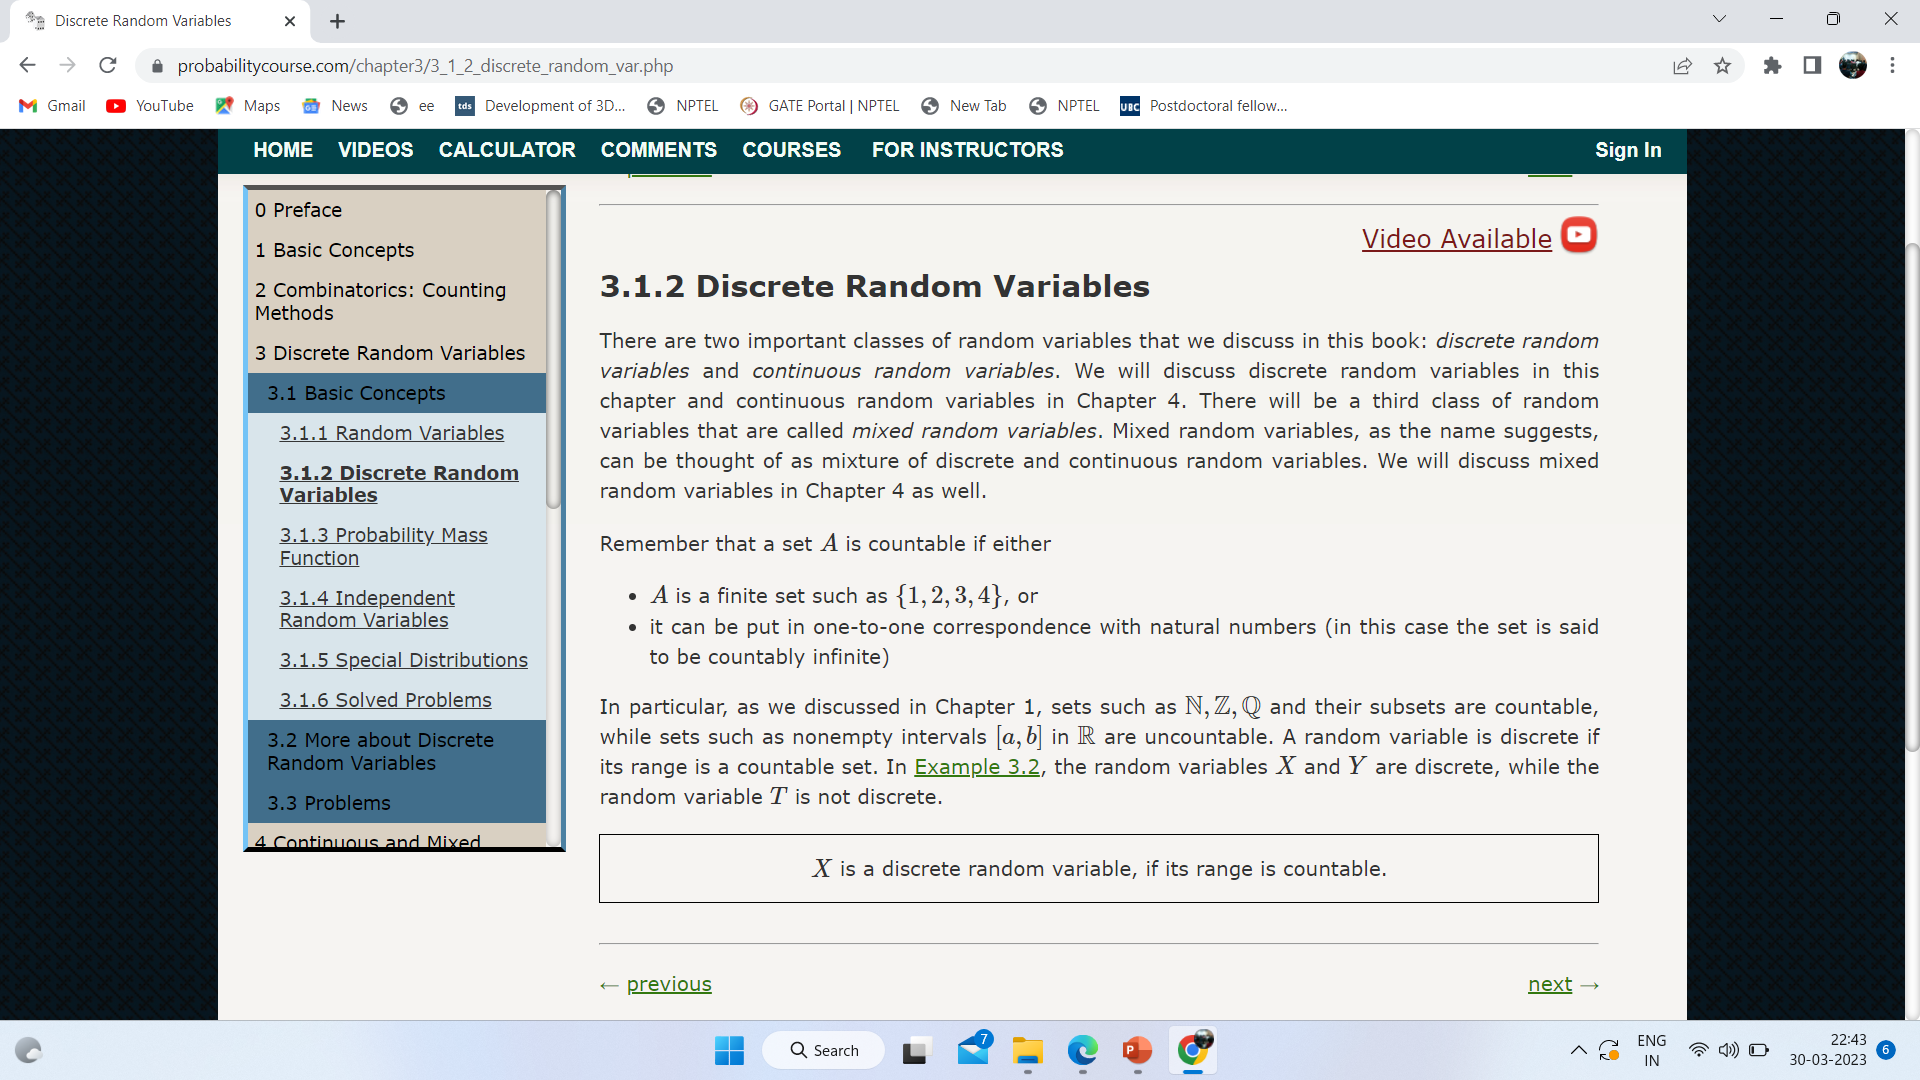 Discrete Random Variables
probabilitycourse.com/chapter3/3_1_2_discrete_random_var.php
Gmail YouTube Maps News ee tds Development of 3D... NPTEL GATE Portal | NPTEL New Tab NPTEL UBC Postdoctoral fellow...
HOME VIDEOS CALCULATOR COMMENTS COURSES FOR INSTRUCTORS Sign In
0 Preface
1 Basic Concepts
2 Combinatorics: Counting
Methods
3 Discrete Random Variables
3.1 Basic Concepts
3.1.1 Random Variables
3.1.2 Discrete Random
Variables
3.1.3 Probability Mass
Function
3.1.4 Independent
Random Variables
3.1.5 Special Distributions
3.1.6 Solved Problems
3.2 More about Discrete
Random Variables
3.3 Problems
4 Continuous and Mixed
Video Available
3.1.2 Discrete Random Variables
There are two important classes of random variables that we discuss in this book: discrete random
variables and continuous random variables. We will discuss discrete random variables in this
chapter and continuous random variables in Chapter 4. There will be a third class of random
variables that are called mixed random variables. Mixed random variables, as the name suggests,
can be thought of as mixture of discrete and continuous random variables. We will discuss mixed
random variables in Chapter 4 as well.
Remember that a set A is countable if either
• A is a finite set such as {1, 2, 3, 4}, or
• it can be put in one-to-one correspondence with natural numbers (in this case the set is said
to be countably infinite)
In particular, as we discussed in Chapter 1, sets such as ℕ, ℤ, ℚ and their subsets are countable,
while sets such as nonempty intervals [a, b] in ℝ are uncountable. A random variable is discrete if
its range is a countable set. In Example 3.2, the random variables X and Y are discrete, while the
random variable T is not discrete.
X is a discrete random variable, if its range is countable.
← previous next →
Search
7
P
ENG
IN
22:43
30-03-2023
6